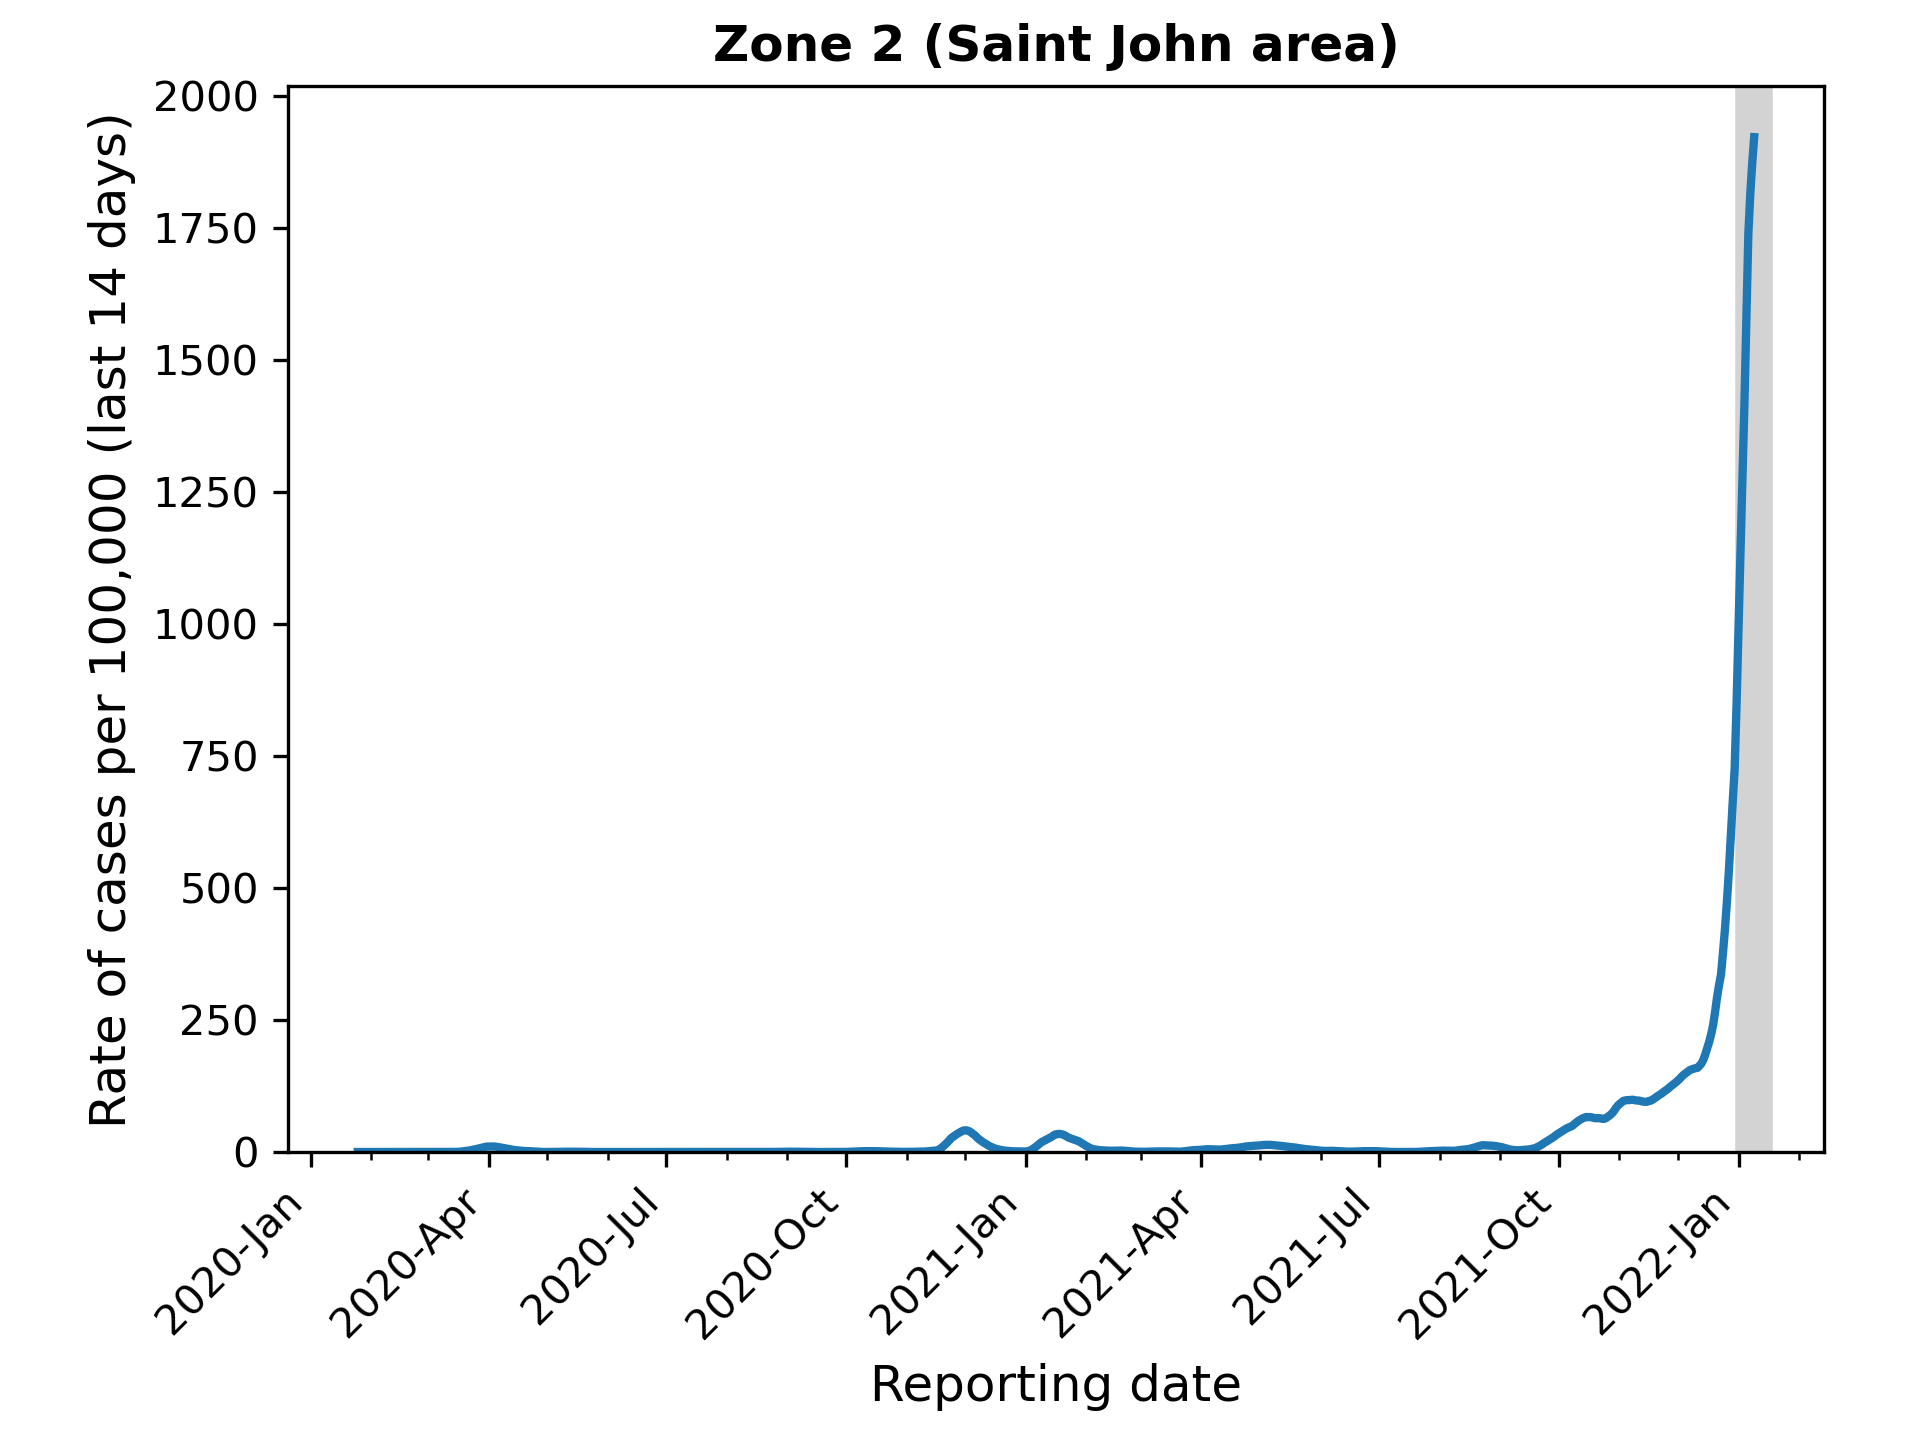 Zone 2 (Saint John area)
Rate of cases per 100,000 (last 14 days)
2000
1750
1500
1250
1000
750
500
250
0
2020-Jan
2020-Apr
2020-Jul
2020-Oct
2021-Jan
2021-Apr
2021-Jul
2021-Oct
2022-Jan
Reporting date